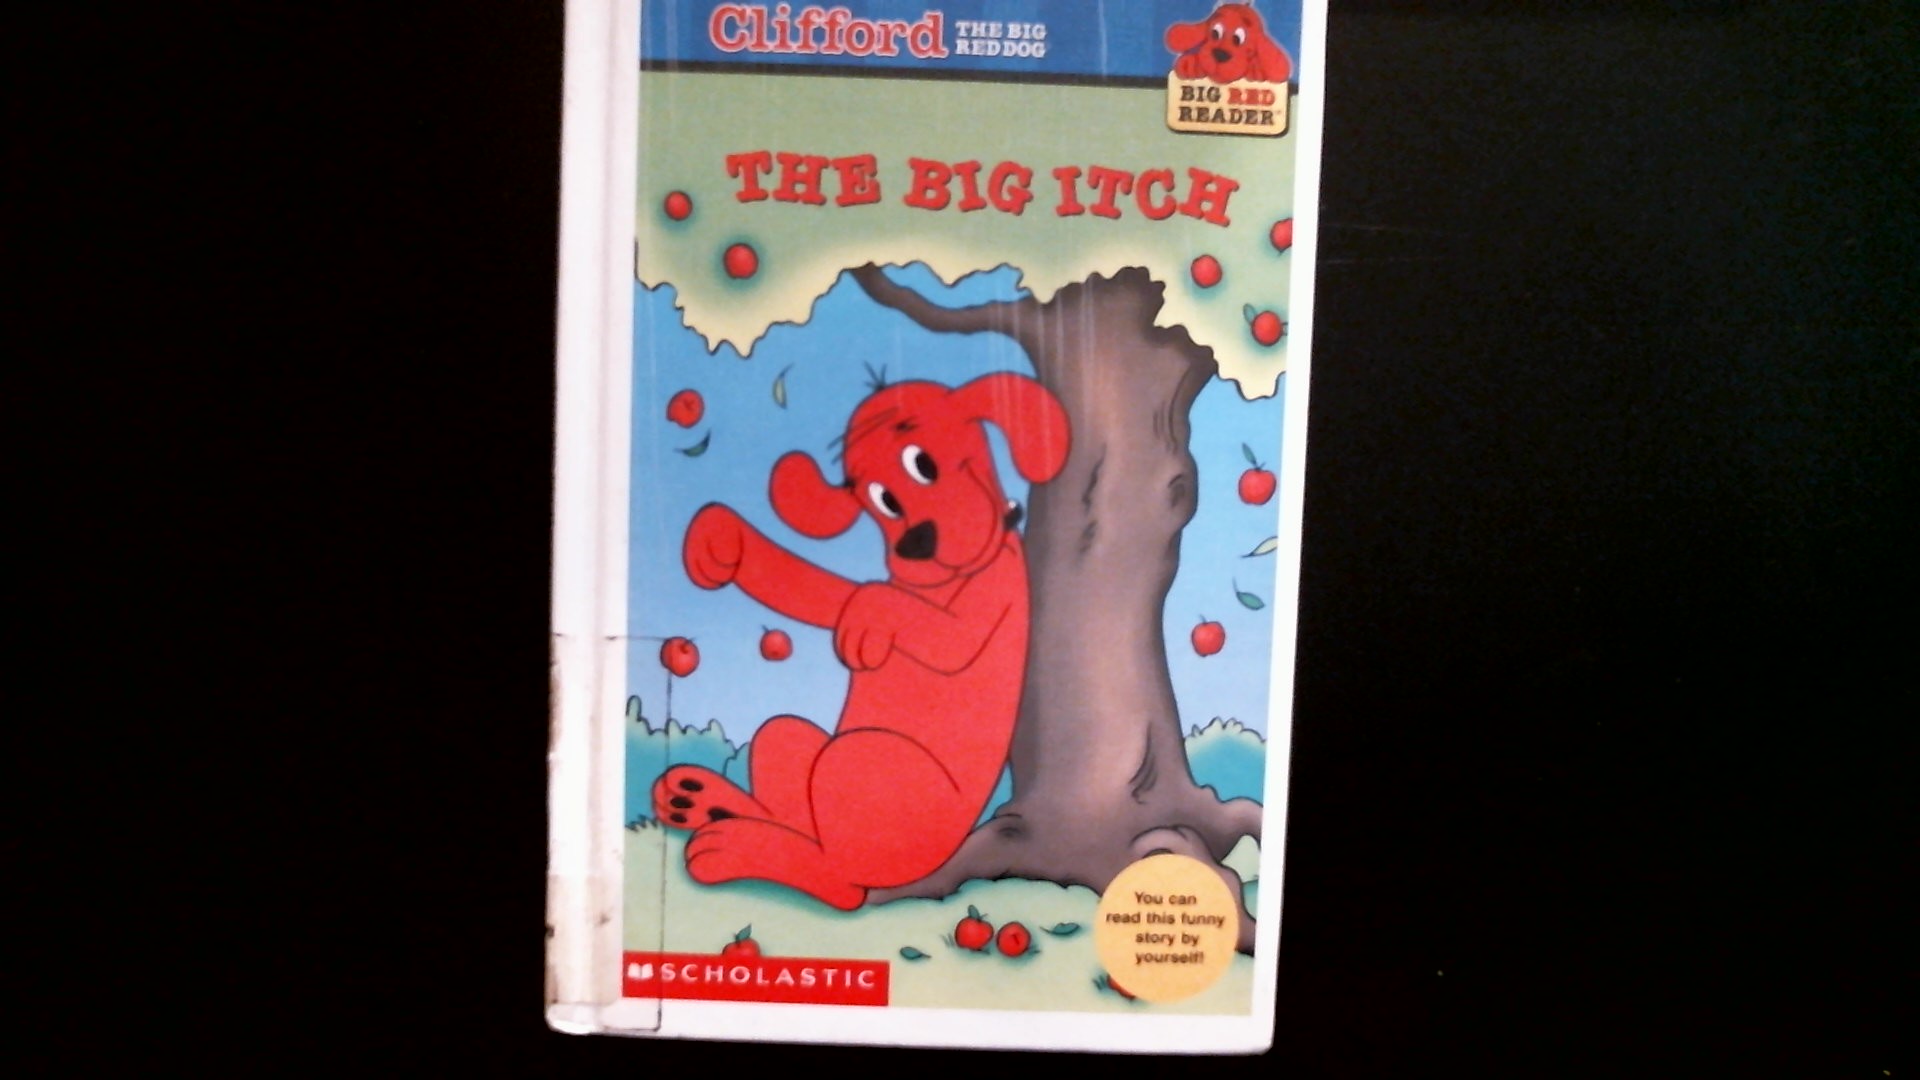 Clifford THE BIG
RED DOG
BIG RED
READER
THE BIG ITCH
You can
read this funny
story by
yourself!
SCHOLASTIC